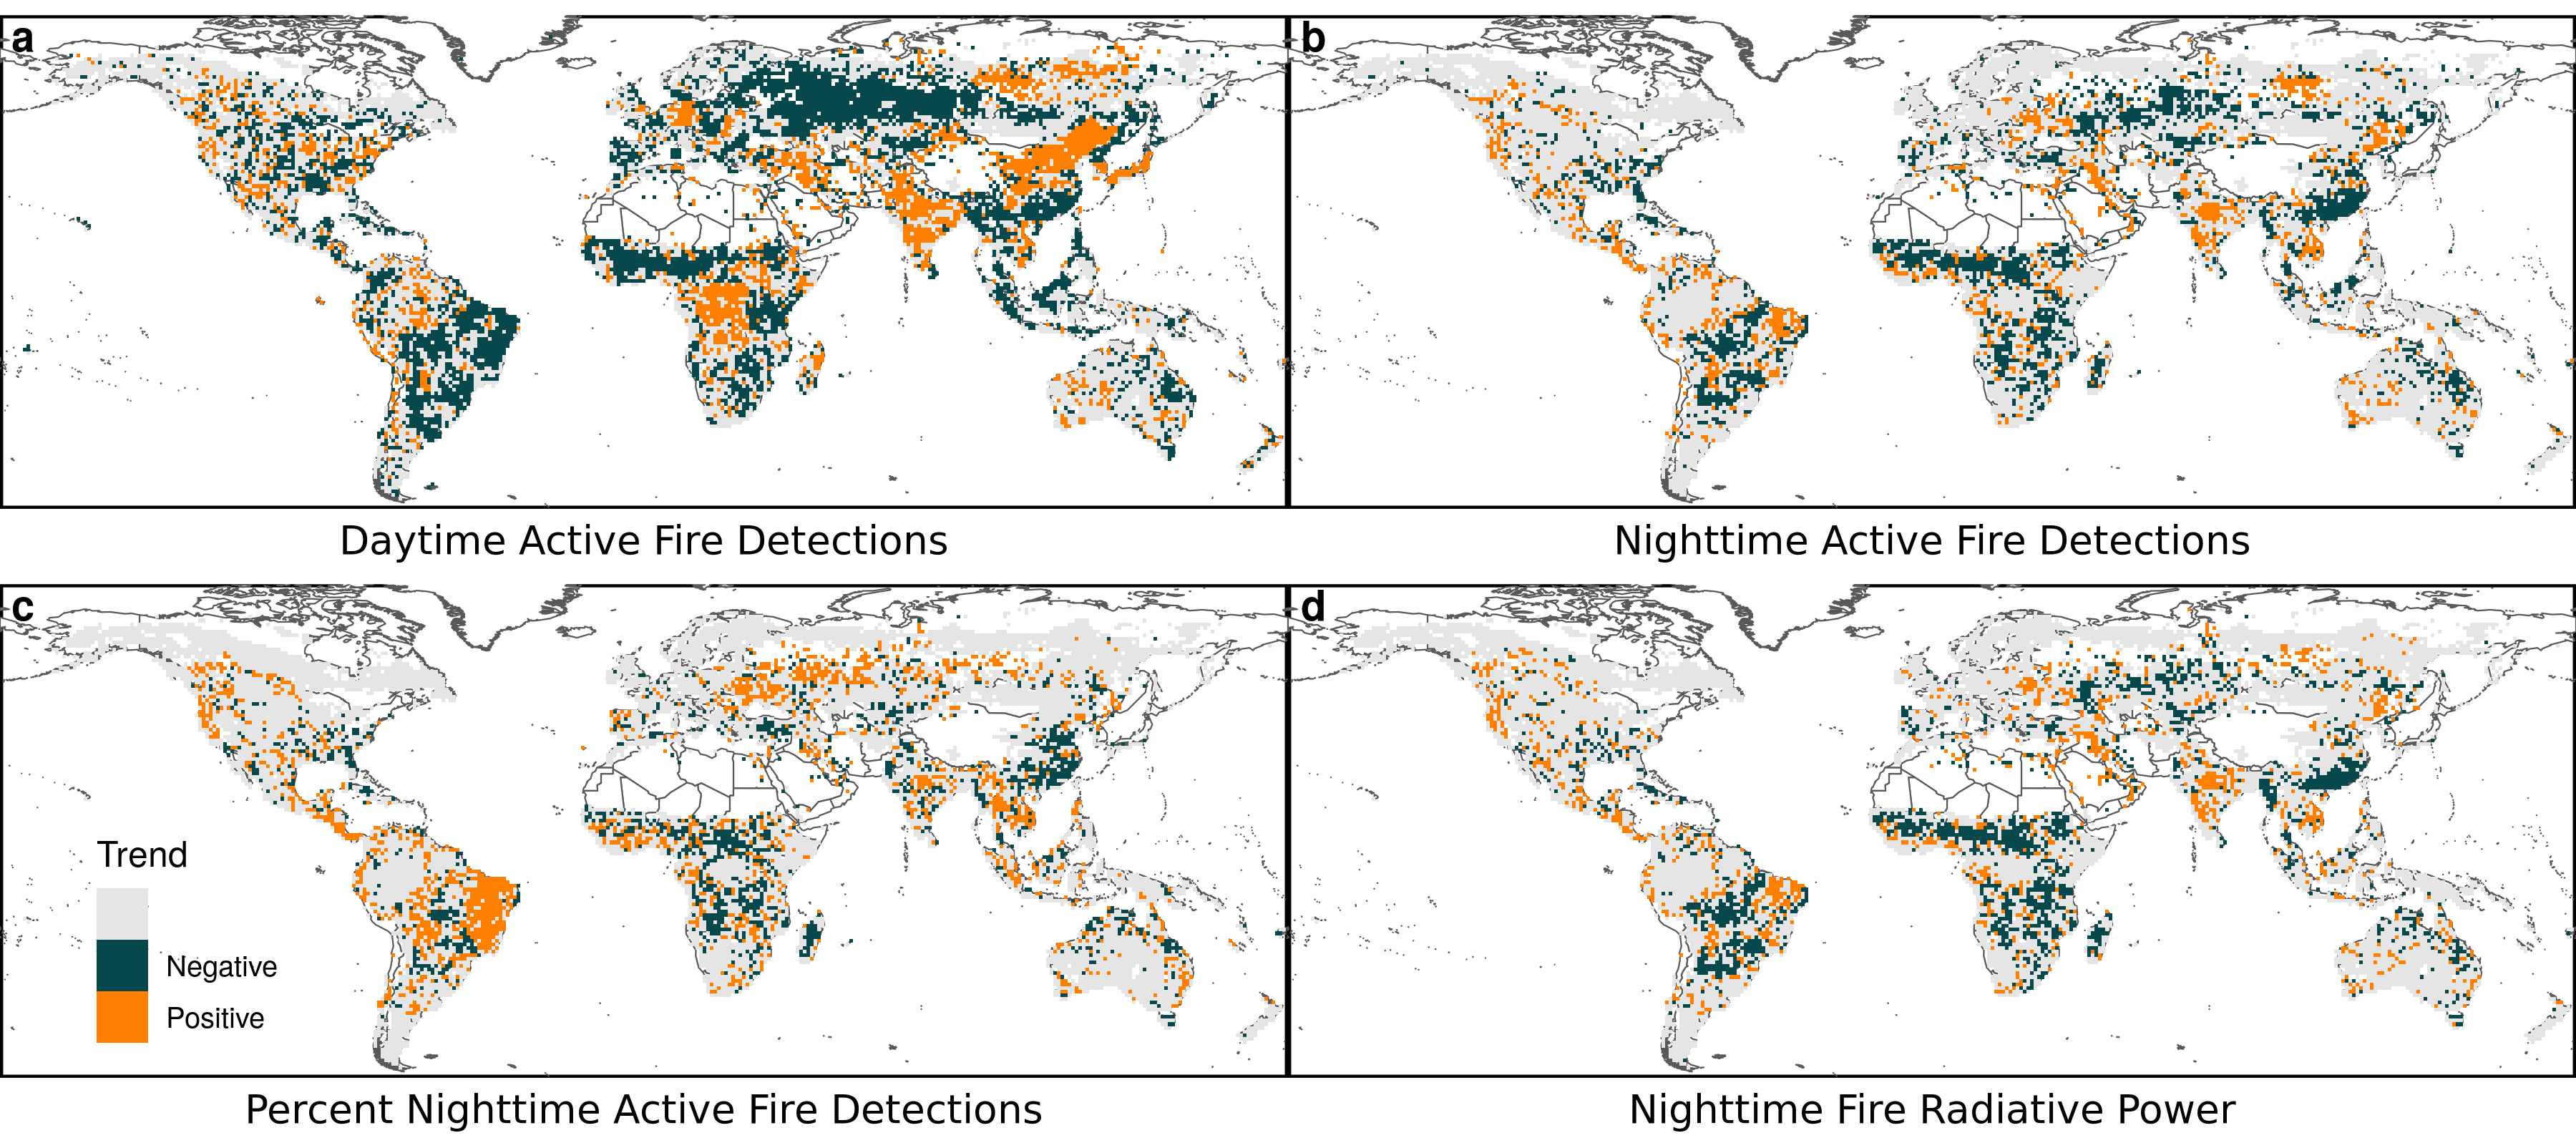 a
b
Daytime Active Fire Detections
Nighttime Active Fire Detections
c
d
Trend
Negative
Positive
Percent Nighttime Active Fire Detections
Nighttime Fire Radiative Power